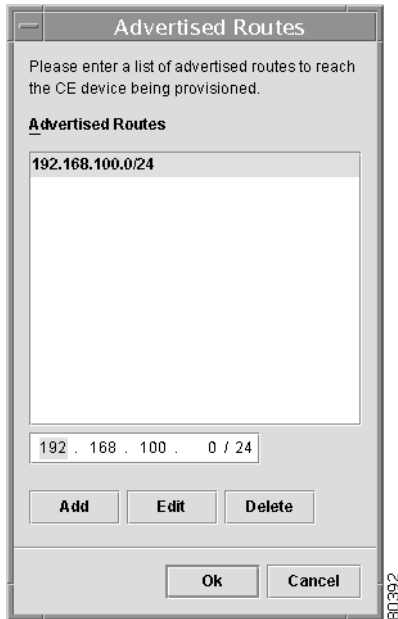 Advertised Routes
Please enter a list of advertised routes to reach
the CE device being provisioned.
Advertised Routes
192.168.100.0/24
192 . 168 . 100 . 0 / 24
Add Edit Delete
Ok Cancel
80392